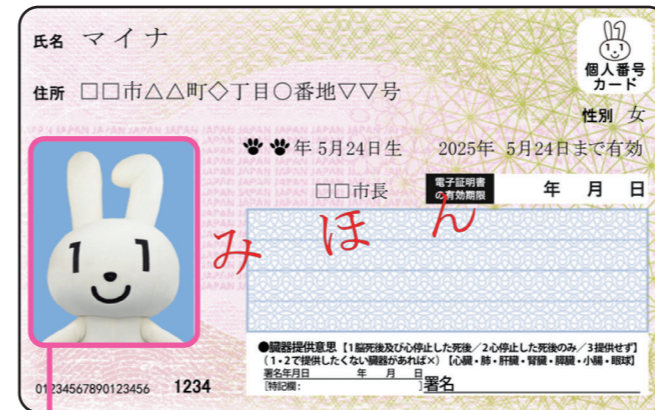 氏名 マイナ
個人番号
カード
住所 □□市△△町◇丁目○番地▽▽号
性別 女
年 5月24日生 2025年 5月24日まで有効
□□市長
電子証明書
の有効期限
年 月 日
みほん
●臓器提供意思【1脳死後及び心停止した死後／2心停止した死後のみ／3提供せず】
（1・2で提供したくない臓器があれば×）【心臓・肺・肝臓・腎臓・膵臓・小腸・眼球】
署名年月日 年 月 日
［特記欄： ］署名
01234567890123456 1234
JAPAN JAPAN JAPAN JAPAN JAPAN